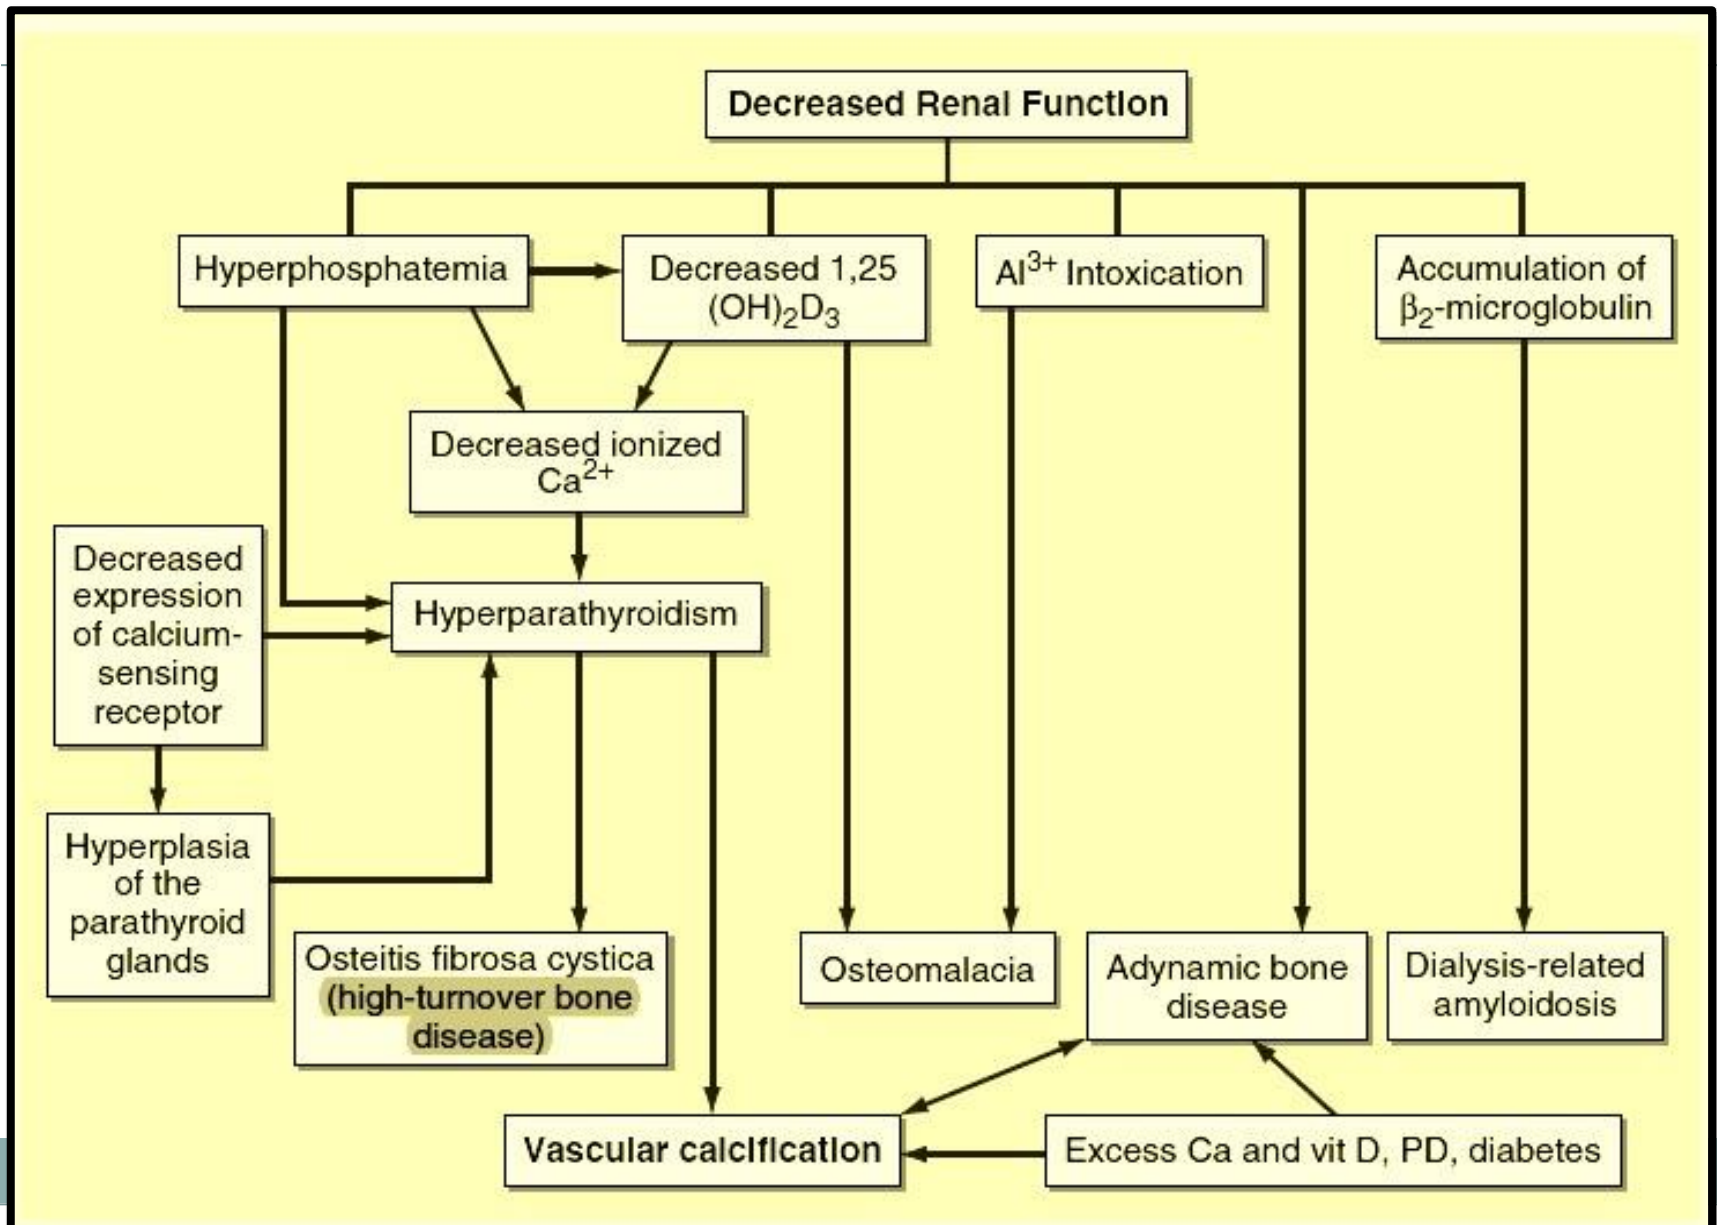 Decreased Renal Function
Hyperphosphatemia
Decreased 1,25
(OH)₂D₃
Al³⁺ Intoxication
Accumulation of
β₂-microglobulin
Decreased ionized
Ca²⁺
Decreased
expression
of calcium-
sensing
receptor
Hyperparathyroidism
Hyperplasia
of the
parathyroid
glands
Osteitis fibrosa cystica
(high-turnover bone
disease)
Osteomalacia
Adynamic bone
disease
Dialysis-related
amyloidosis
Vascular calcification
Excess Ca and vit D, PD, diabetes